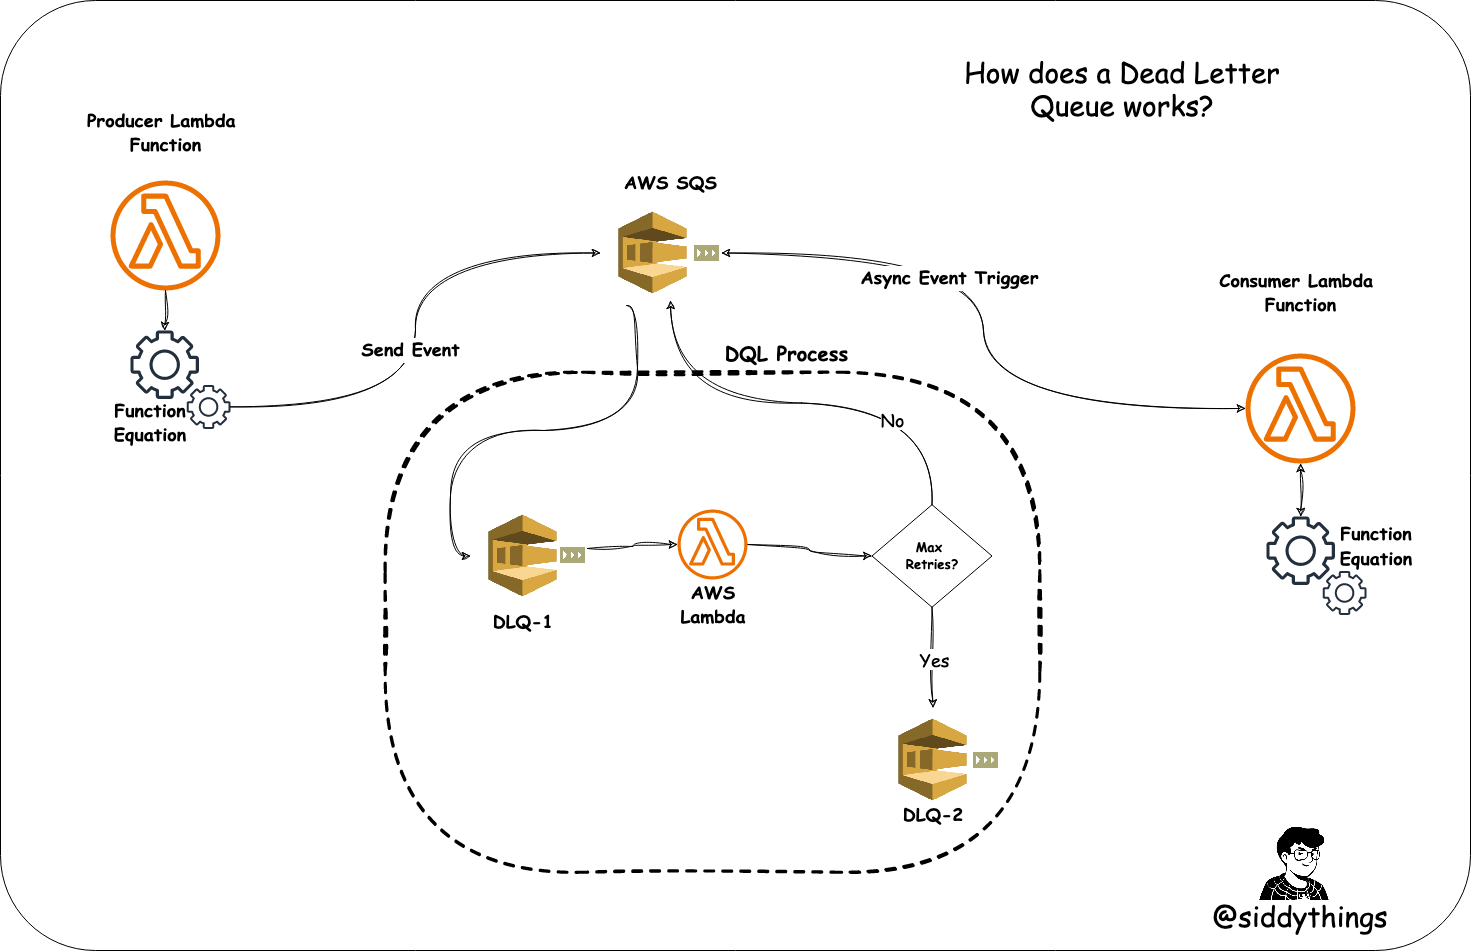 How does a Dead Letter
Queue works?
Producer Lambda
Function
AWS SQS
Async Event Trigger
Consumer Lambda
Function
Send Event
DQL Process
Function
Equation
No
Max
Retries?
Function
Equation
AWS
Lambda
DLQ-1
Yes
DLQ-2
@siddythings